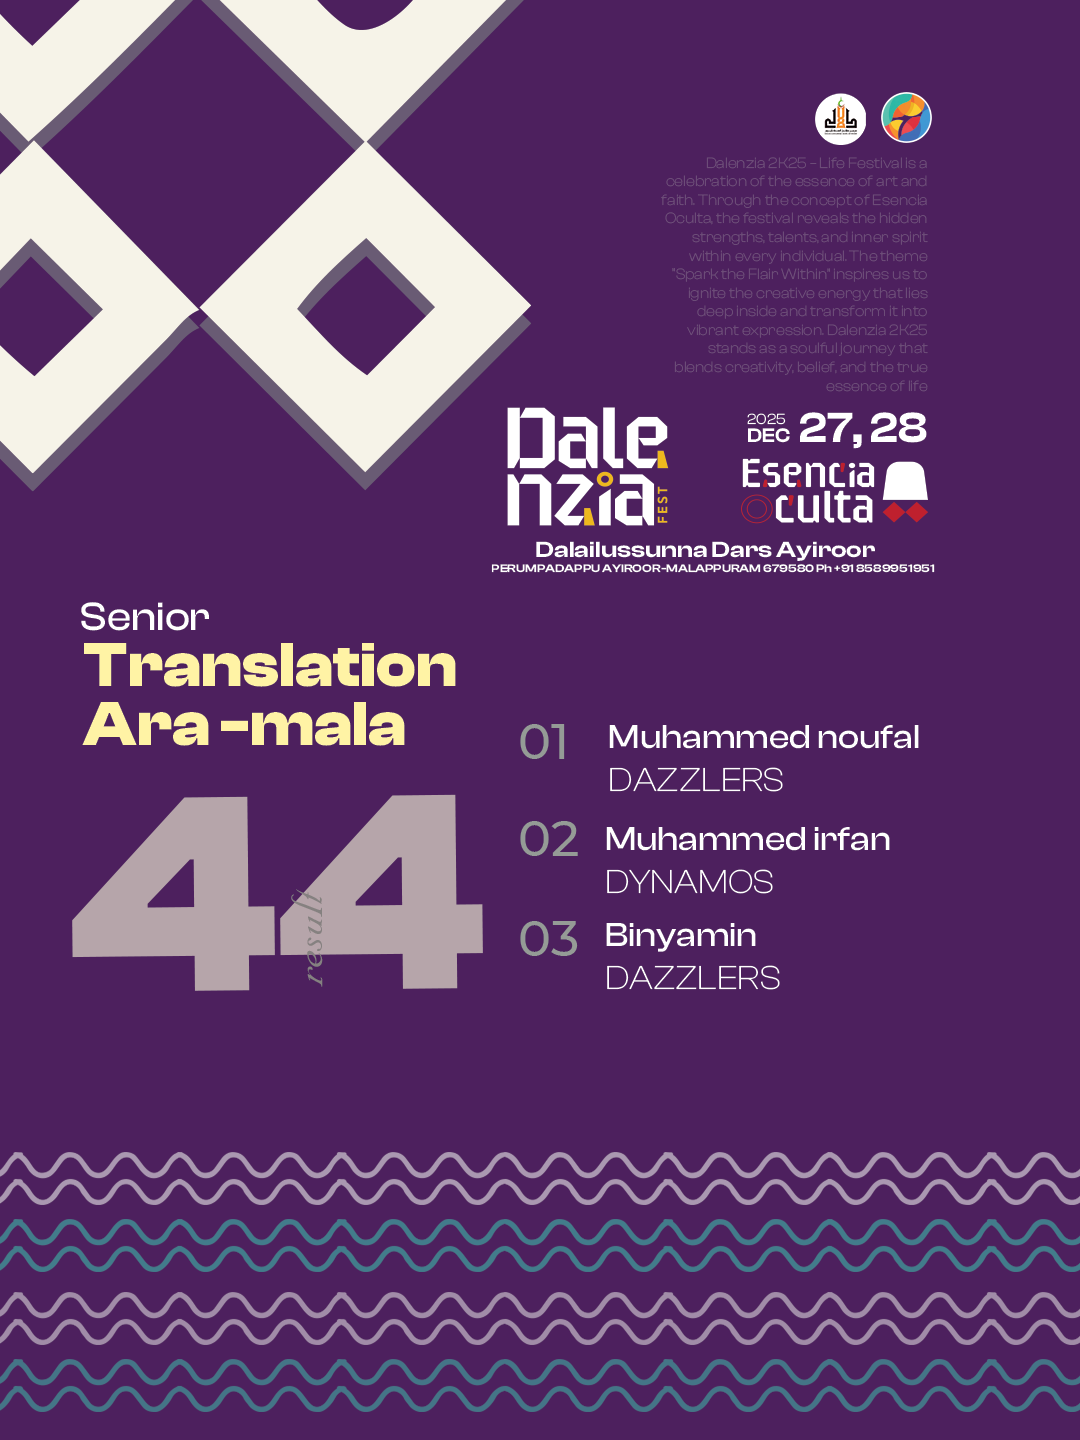 Dalenzia 2K25 – Life Festival is a
celebration of the essence of art and
faith. Through the concept of Esencia
Oculta, the festival reveals the hidden
strengths, talents, and inner spirit
within every individual. The theme
"Spark the Flair Within" inspires us to
ignite the creative energy that lies
deep inside and transform it into
vibrant expression. Dalenzia 2K25
stands as a soulful journey that
blends creativity, belief, and the true
essence of life
Dale
nzia
FEST
2025
DEC 27, 28
Esencia
Oculta
Dalailussunna Dars Ayiroor
PERUMPADAPPU AYIROOR-MALAPPURAM 679580 Ph +91 8589951951
Senior
Translation
Ara -mala
44
result
01 Muhammed noufal
DAZZLERS
02 Muhammed irfan
DYNAMOS
03 Binyamin
DAZZLERS